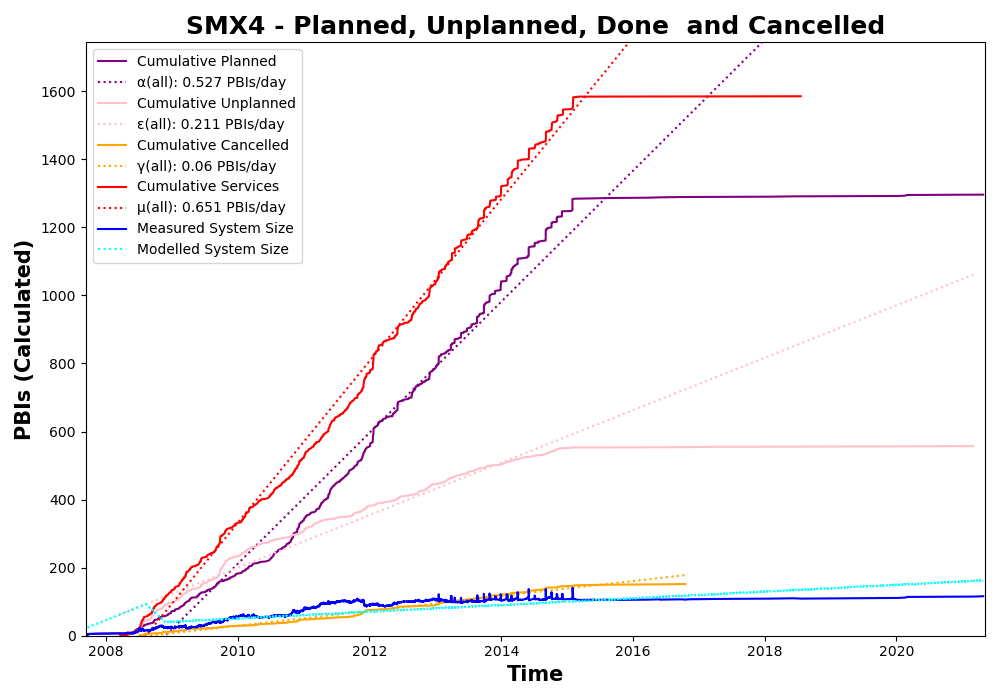 SMX4 - Planned, Unplanned, Done  and Cancelled
Cumulative Planned
α(all): 0.527 PBIs/day
Cumulative Unplanned
ε(all): 0.211 PBIs/day
Cumulative Cancelled
γ(all): 0.06 PBIs/day
Cumulative Services
μ(all): 0.651 PBIs/day
Measured System Size
Modelled System Size
PBIs (Calculated)
1600
1400
1200
1000
800
600
400
200
0
2008 2010 2012 2014 2016 2018 2020
Time